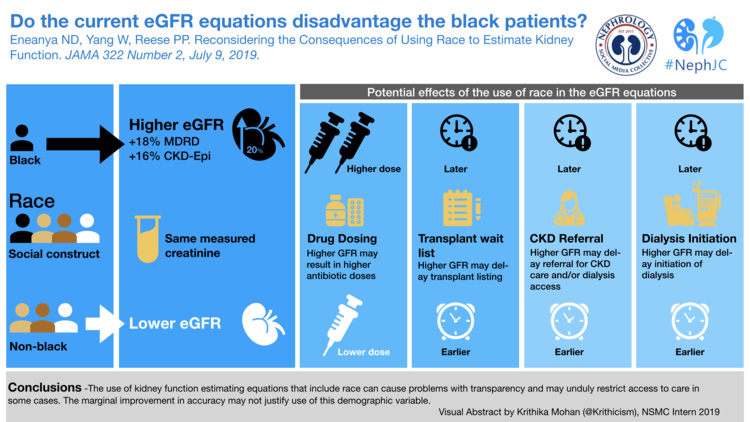 Do the current eGFR equations disadvantage the black patients?
Eneanya ND, Yang W, Reese PP. Reconsidering the Consequences of Using Race to Estimate Kidney
Function. JAMA 322 Number 2, July 9, 2019.
NEPHROLOGY
EST 2015
SOCIAL MEDIA COLLECTIVE
#NephJC
Potential effects of the use of race in the eGFR equations
Black
Higher eGFR
+18% MDRD
+16% CKD-Epi
20%
Higher dose
Later
Later
Later
Race
Social construct
Same measured
creatinine
Drug Dosing
Higher GFR may
result in higher
antibiotic doses
Transplant wait
list
Higher GFR may del-
ay transplant listing
CKD Referral
Higher GFR may del-
ay referral for CKD
care and/or dialysis
access
Dialysis Initiation
Higher GFR may del-
ay initiation of
dialysis
Non-black
Lower eGFR
Lower dose
Earlier
Earlier
Earlier
Conclusions -The use of kidney function estimating equations that include race can cause problems with transparency and may unduly restrict access to care in
some cases. The marginal improvement in accuracy may not justify use of this demographic variable.
Visual Abstract by Krithika Mohan (@Krithicism), NSMC Intern 2019